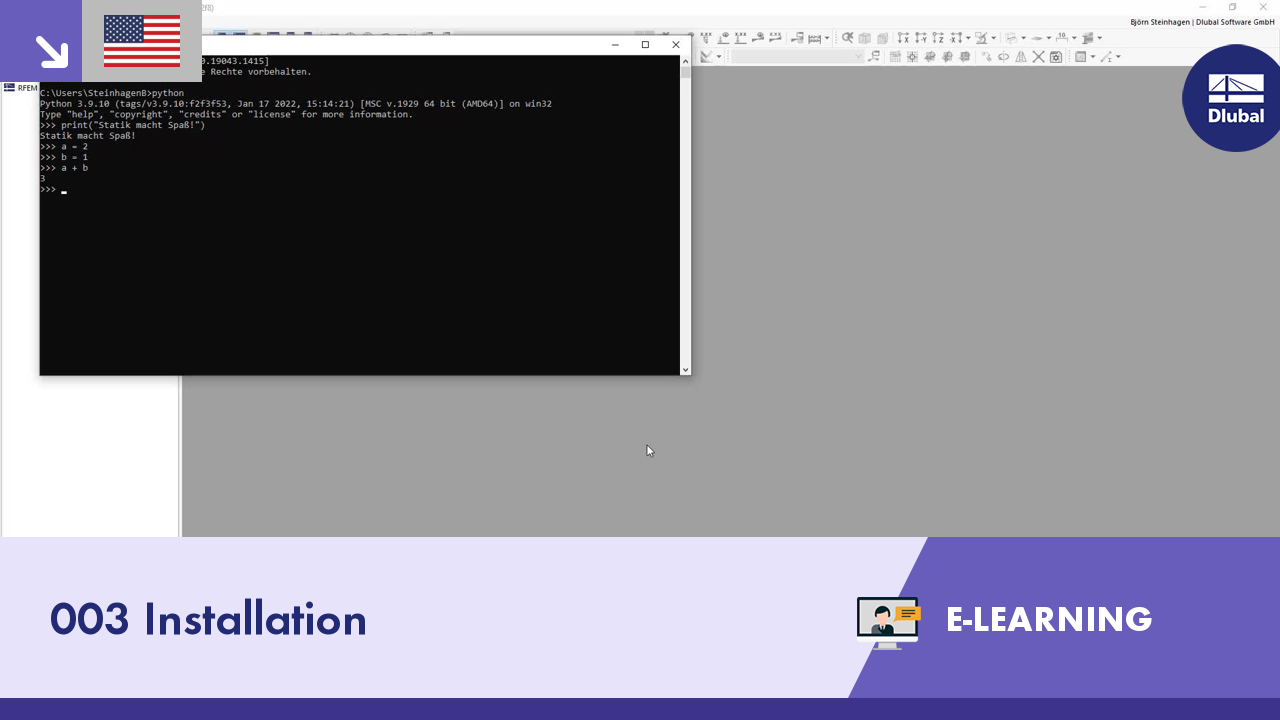 2f8)
Björn Steinhagen | Dlubal Software GmbH
0.19043.1415]
e Rechte vorbehalten.
RFEM
C:\Users\SteinhagenB>python
Python 3.9.10 (tags/v3.9.10:f2f3f53, Jan 17 2022, 15:14:21) [MSC v.1929 64 bit (AMD64)] on win32
Type "help", "copyright", "credits" or "license" for more information.
>>> print("Statik macht Spaß!")
Statik macht Spaß!
>>> a = 2
>>> b = 1
>>> a + b
3
>>>
Dlubal
003 Installation
E-LEARNING